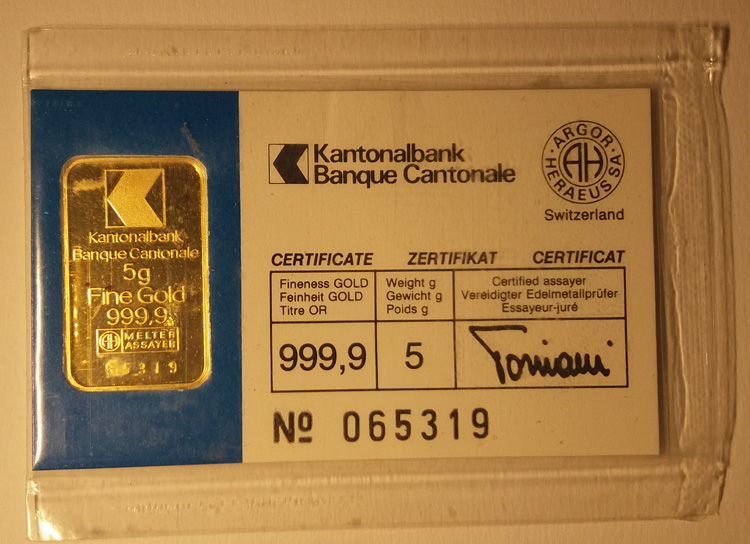 Kantonalbank
Banque Cantonale
5g
Fine Gold
999,9
AH MELTER
ASSAYER
65319
Kantonalbank
Banque Cantonale
ARGOR
HERAEUS SA
AH
Switzerland
CERTIFICATE ZERTIFIKAT CERTIFICAT
Fineness GOLD
Feinheit GOLD
Titre OR
Weight g
Gewicht g
Poids g
Certified assayer
Vereidigter Edelmetallprüfer
Essayeur-juré
999,9
5
Nº 065319